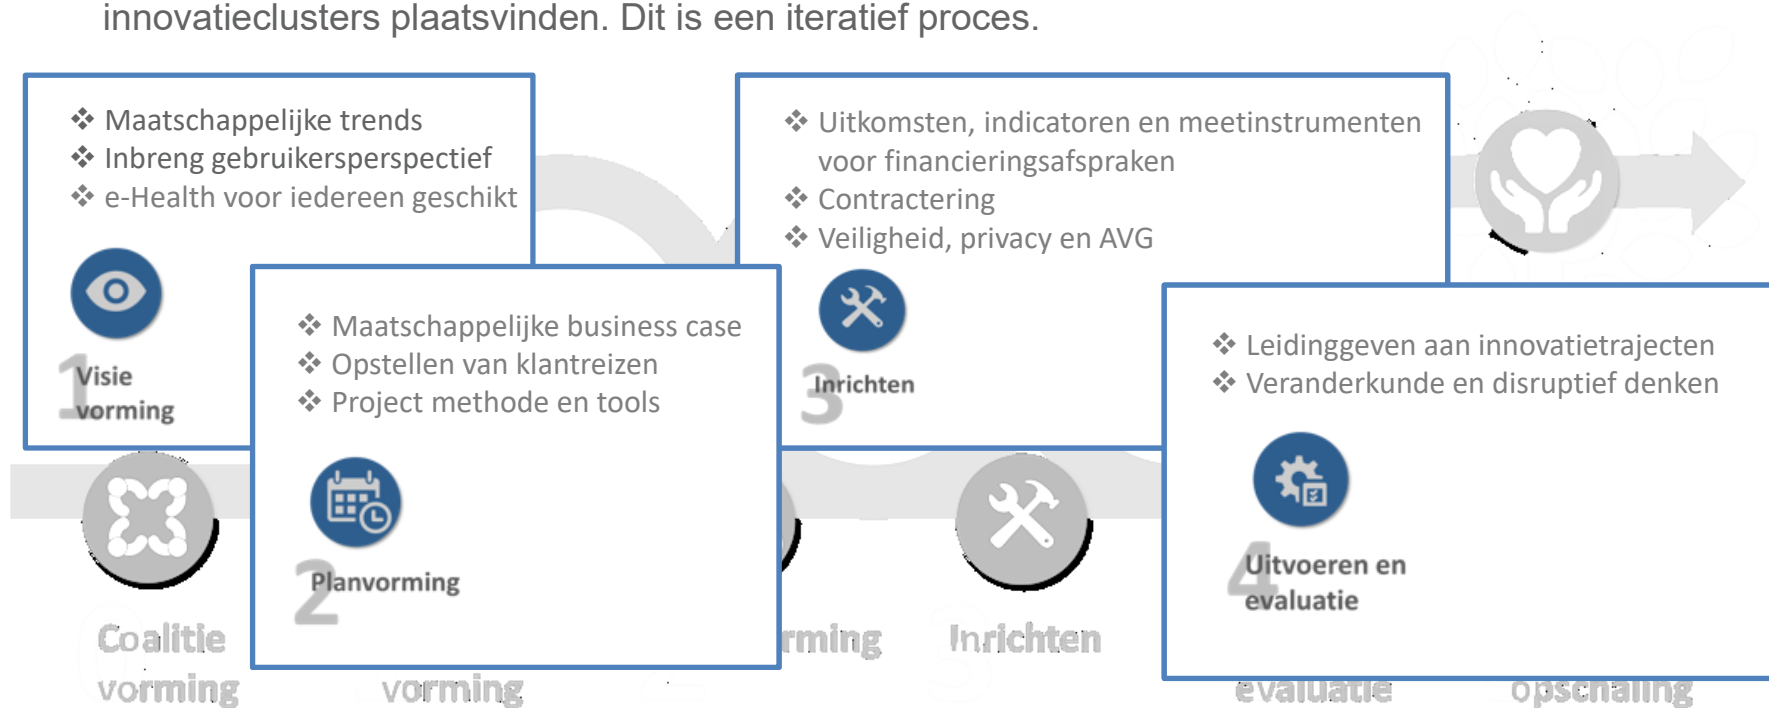 innovatieclusters plaatsvinden. Dit is een iteratief proces.
❖ Maatschappelijke trends
❖ Inbreng gebruikersperspectief
❖ e-Health voor iedereen geschikt
1
Visie
vorming
❖ Maatschappelijke business case
❖ Opstellen van klantreizen
❖ Project methode en tools
2
Planvorming
❖ Uitkomsten, indicatoren en meetinstrumenten
voor financieringsafspraken
❖ Contractering
❖ Veiligheid, privacy en AVG
3
Inrichten
❖ Leidinggeven aan innovatietrajecten
❖ Veranderkunde en disruptief denken
4
Uitvoeren en
evaluatie
Coalitie
vorming
vorming
rming
Inrichten
evaluatie
opschaling